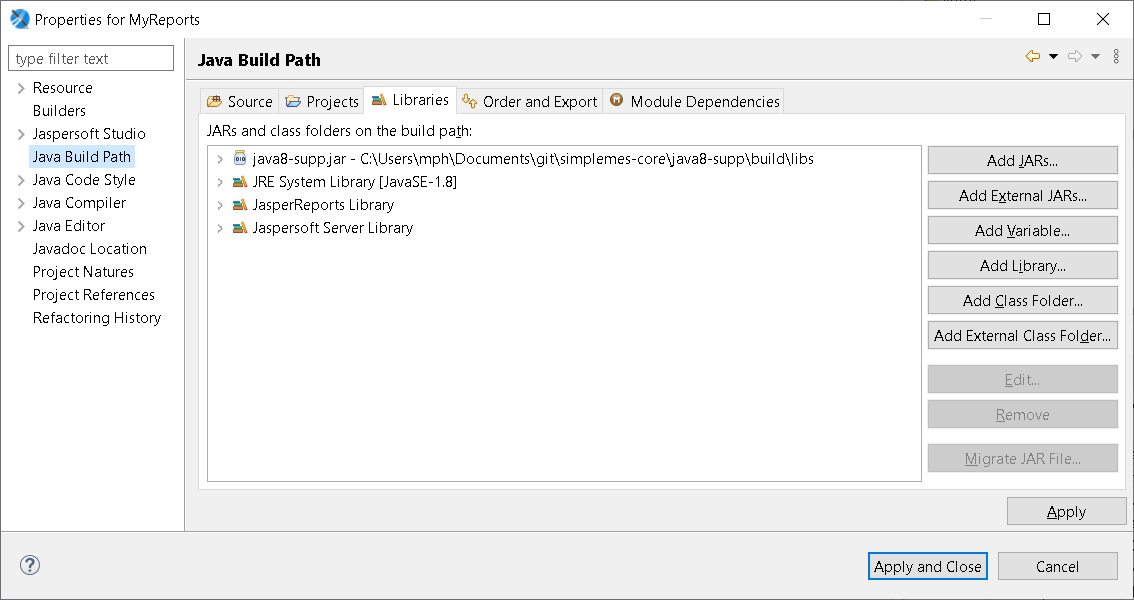 Properties for MyReports
type filter text
Resource
Builders
Jaspersoft Studio
Java Build Path
Java Code Style
Java Compiler
Java Editor
Javadoc Location
Project Natures
Project References
Refactoring History
Java Build Path
Source Projects Libraries Order and Export Module Dependencies
JARs and class folders on the build path:
java8-supp.jar - C:\Users\mph\Documents\git\simplemes-core\java8-supp\build\libs
JRE System Library [JavaSE-1.8]
JasperReports Library
Jaspersoft Server Library
Add JARs...
Add External JARs...
Add Variable...
Add Library...
Add Class Folder...
Add External Class Folder...
Edit...
Remove
Migrate JAR File...
Apply
Apply and Close
Cancel